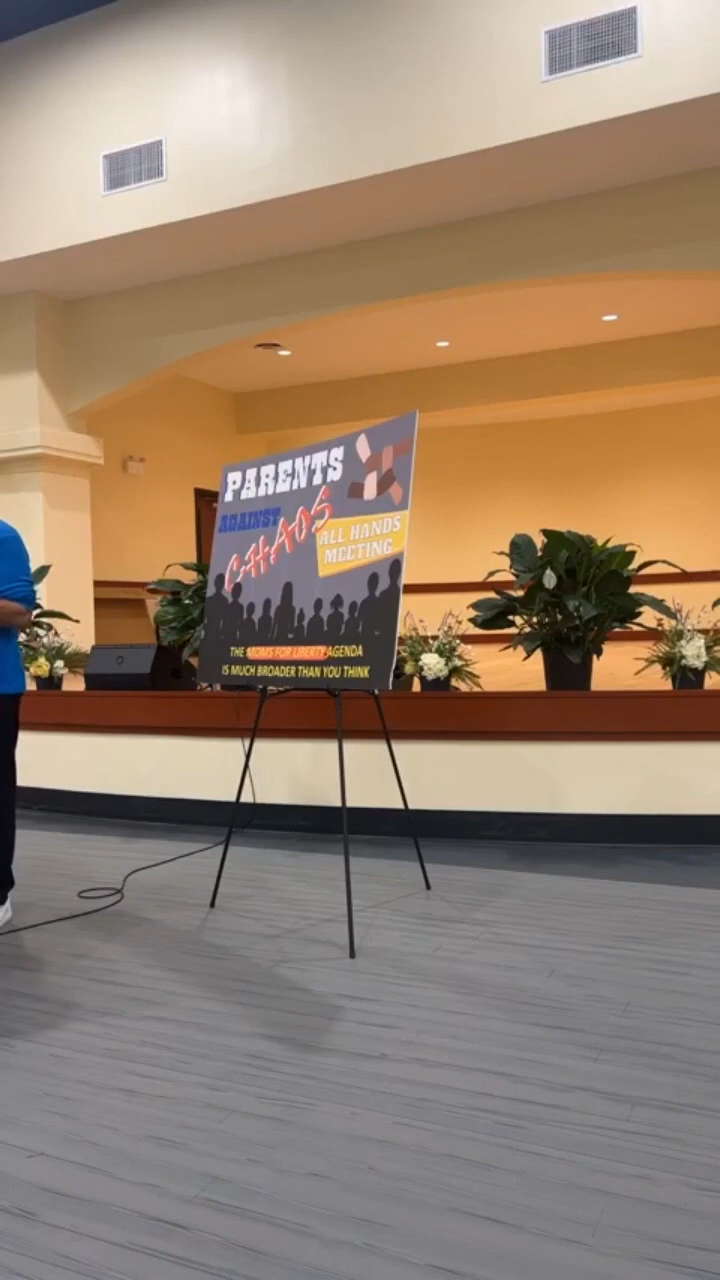 PARENTS
AGAINST
CHAOS
ALL HANDS
MEETING
THE MOMS FOR LIBERTY AGENDA
IS MUCH BROADER THAN YOU THINK